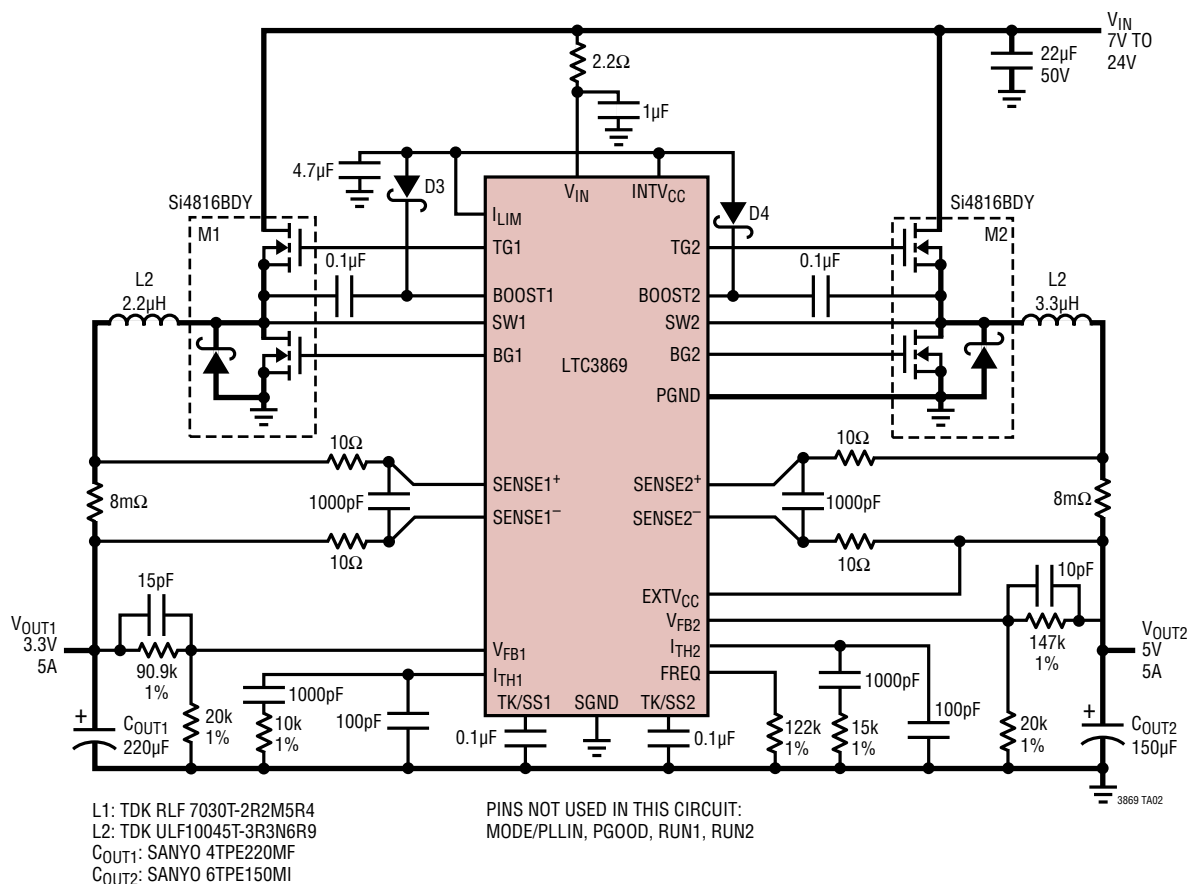 VIN
7V TO
24V
22µF
50V
2.2Ω
1µF
4.7µF
D3
VIN
INTVCC
D4
Si4816BDY
M1
ILIM
Si4816BDY
M2
TG1
TG2
0.1µF
0.1µF
L2
2.2µH
L2
3.3µH
BOOST1
BOOST2
SW1
SW2
BG1
BG2
LTC3869
PGND
10Ω
10Ω
8mΩ
1000pF
SENSE1+
SENSE1–
SENSE2+
SENSE2–
1000pF
8mΩ
10Ω
10Ω
15pF
10pF
EXTVCC
VFB2
VOUT1
3.3V
5A
90.9k
1%
VFB1
ITH2
147k
1%
VOUT2
5V
5A
ITH1
FREQ
1000pF
1000pF
TK/SS1
SGND
TK/SS2
COUT1
220µF
+
20k
1%
10k
1%
100pF
0.1µF
0.1µF
122k
1%
15k
1%
100pF
20k
1%
+
COUT2
150µF
3869 TA02
L1: TDK RLF 7030T-2R2M5R4
L2: TDK ULF10045T-3R3N6R9
COUT1: SANYO 4TPE220MF
COUT2: SANYO 6TPE150MI
PINS NOT USED IN THIS CIRCUIT:
MODE/PLLIN, PGOOD, RUN1, RUN2